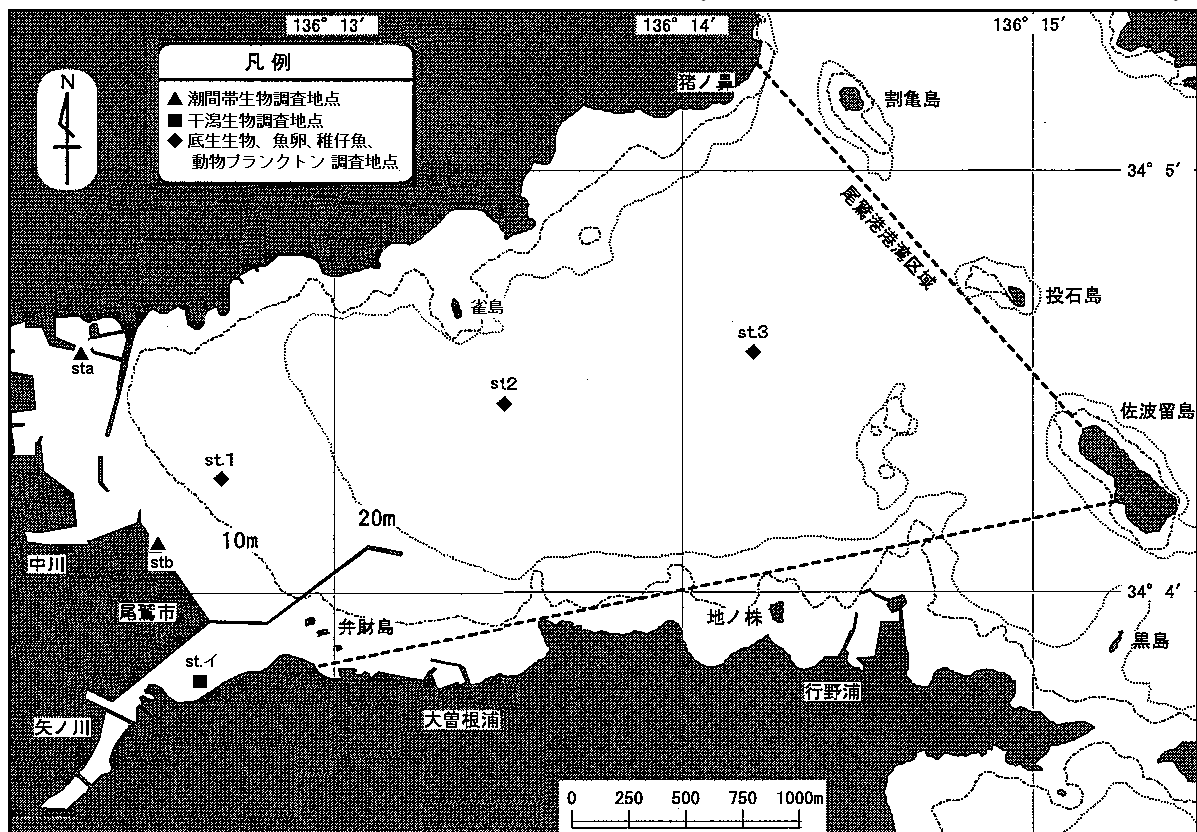 136° 13′
136° 14′
136° 15′
凡例
▲ 潮間帯生物調査地点
■ 干潟生物調査地点
◆ 底生生物、魚卵、稚仔魚、
動物プランクトン 調査地点
N
猪ノ鼻
割亀島
34° 5′
尾鷲港港湾区域
投石島
雀島
st.3
sta
st2
佐波留島
st.1
20m
10m
中川
stb
尾鷲市
34° 4′
地ノ株
弁財島
黒島
st.イ
行野浦
大曽根浦
矢ノ川
0 250 500 750 1000m